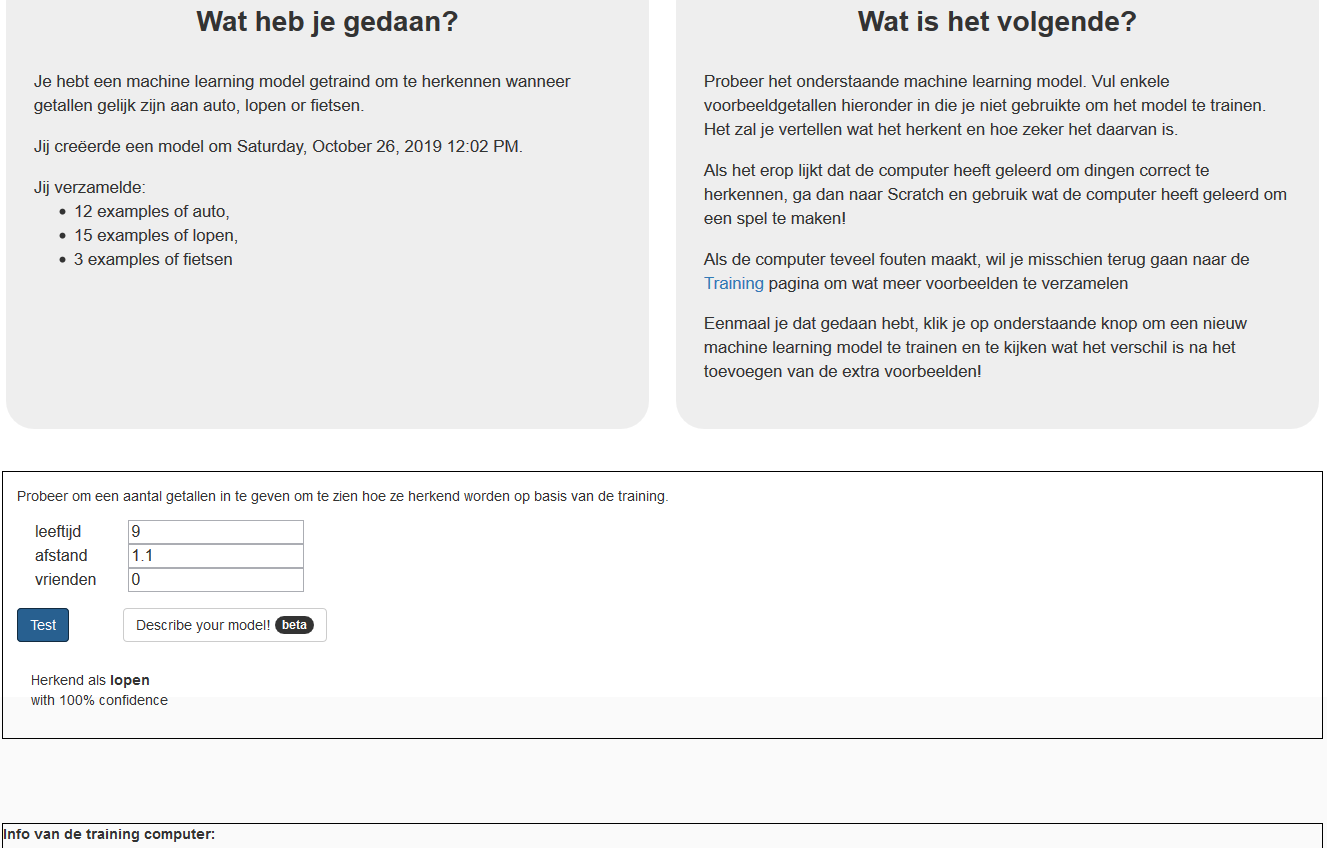 Wat heb je gedaan?
Je hebt een machine learning model getraind om te herkennen wanneer
getallen gelijk zijn aan auto, lopen or fietsen.
Jij creëerde een model om Saturday, October 26, 2019 12:02 PM.
Jij verzamelde:
• 12 examples of auto,
• 15 examples of lopen,
• 3 examples of fietsen
Wat is het volgende?
Probeer het onderstaande machine learning model. Vul enkele
voorbeeldgetallen hieronder in die je niet gebruikte om het model te trainen.
Het zal je vertellen wat het herkent en hoe zeker het daarvan is.
Als het erop lijkt dat de computer heeft geleerd om dingen correct te
herkennen, ga dan naar Scratch en gebruik wat de computer heeft geleerd om
een spel te maken!
Als de computer teveel fouten maakt, wil je misschien terug gaan naar de
Training pagina om wat meer voorbeelden te verzamelen
Eenmaal je dat gedaan hebt, klik je op onderstaande knop om een nieuw
machine learning model te trainen en te kijken wat het verschil is na het
toevoegen van de extra voorbeelden!
Probeer om een aantal getallen in te geven om te zien hoe ze herkend worden op basis van de training.
leeftijd 9
afstand 1.1
vrienden 0
Test Describe your model! beta
Herkend als lopen
with 100% confidence
Info van de training computer: